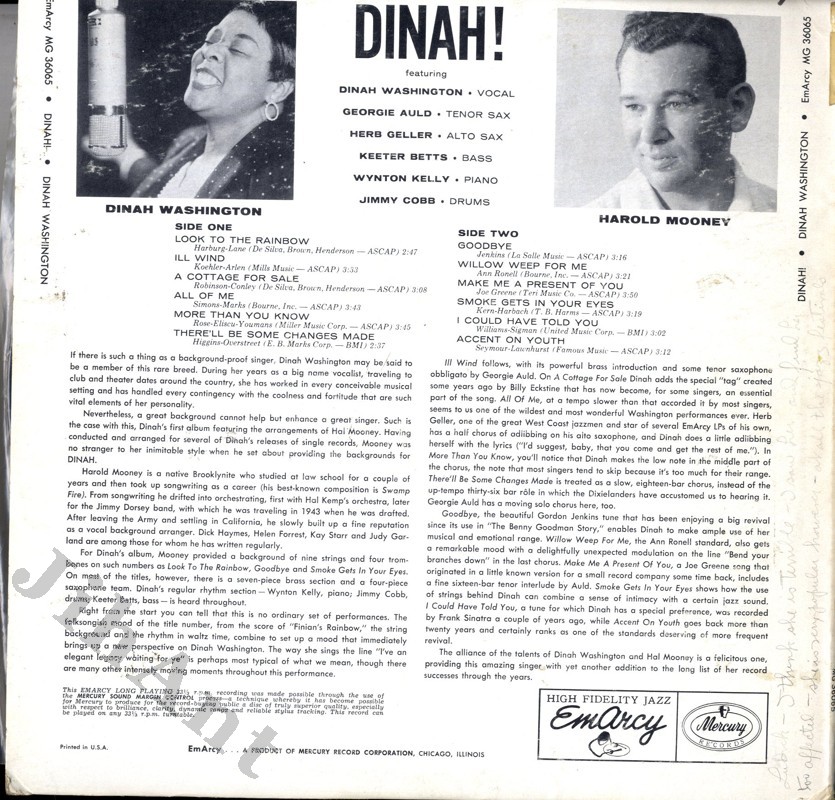 DINAH!
featuring
DINAH WASHINGTON • VOCAL
GEORGIE AULD • TENOR SAX
HERB GELLER • ALTO SAX
KEETER BETTS • BASS
WYNTON KELLY • PIANO
JIMMY COBB • DRUMS
DINAH WASHINGTON
HAROLD MOONEY
EmArcy MG 36065 • DINAH! • DINAH WASHINGTON
DINAH! • DINAH WASHINGTON • EmArcy MG 36065
SIDE ONE
LOOK TO THE RAINBOW
Harburg-Lane (De Silva, Brown, Henderson — ASCAP) 2:47
ILL WIND
Koehler-Arlen (Mills Music — ASCAP) 3:53
A COTTAGE FOR SALE
Robinson-Conley (De Silva, Brown, Henderson — ASCAP) 3:08
ALL OF ME
Simons-Marks (Bourne, Inc. — ASCAP) 3:43
MORE THAN YOU KNOW
Rose-Eliscu-Youmans (Miller Music Corp. — ASCAP) 3:15
THERE'LL BE SOME CHANGES MADE
Higgins-Overstreet (E. B. Marks Corp. — BMI) 2:37
SIDE TWO
GOODBYE
Jenkins (La Salle Music — ASCAP) 3:16
WILLOW WEEP FOR ME
Ann Ronell (Bourne, Inc. — ASCAP) 3:21
MAKE ME A PRESENT OF YOU
Joe Greene (Teri Music Co. — ASCAP) 3:50
SMOKE GETS IN YOUR EYES
Kern-Harbach (T. B. Harms — ASCAP) 3:19
I COULD HAVE TOLD YOU
Williams-Sigman (United Music Corp. — BMI) 3:02
ACCENT ON YOUTH
Seymour-Lawnhurst (Famous Music — ASCAP) 3:12
If there is such a thing as a background-proof singer, Dinah Washington may be said to
be a member of this rare breed. During her years as a big name vocalist, traveling to
club and theater dates around the country, she has worked in every conceivable musical
setting and has handled every contingency with the coolness and fortitude that are such
vital elements of her personality.
Nevertheless, a great background cannot help but enhance a great singer. Such is
the case with this, Dinah's first album featuring the arrangements of Hal Mooney. Having
conducted and arranged for several of Dinah's releases of single records, Mooney was
no stranger to her inimitable style when he set about providing the backgrounds for
DINAH.
Harold Mooney is a native Brooklynite who studied at law school for a couple of
years and then took up songwriting as a career (his best-known composition is Swamp
Fire). From songwriting he drifted into orchestrating, first with Hal Kemp's orchestra, later
for the Jimmy Dorsey band, with which he was traveling in 1943 when he was drafted.
After leaving the Army and settling in California, he slowly built up a fine reputation
as a vocal background arranger. Dick Haymes, Helen Forrest, Kay Starr and Judy Gar-
land are among those for whom he has written regularly.
For Dinah's album, Mooney provided a background of nine strings and four trom-
bones on such numbers as Look To The Rainbow, Goodbye and Smoke Gets In Your Eyes.
On most of the titles, however, there is a seven-piece brass section and a four-piece
saxophone team. Dinah's regular rhythm section — Wynton Kelly, piano; Jimmy Cobb,
drums; Keeter Betts, bass — is heard throughout.
Right from the start you can tell that this is no ordinary set of performances. The
folksongish mood of the title number, from the score of "Finian's Rainbow," the string
background and the rhythm in waltz time, combine to set up a mood that immediately
brings up a new perspective on Dinah Washington. The way she sings the line "I've an
elegant legacy waiting for ye" is perhaps most typical of what we mean, though there
are many other intensely moving moments throughout this performance.
Ill Wind follows, with its powerful brass introduction and some tenor saxophone
obbligato by Georgie Auld. On A Cottage For Sale Dinah adds the special "tag" created
some years ago by Billy Eckstine that has now become, for some singers, an essential
part of the song. All Of Me, at a tempo slower than that accorded it by most singers,
seems to us one of the wildest and most wonderful Washington performances ever. Herb
Geller, one of the great West Coast jazzmen and star of several EmArcy LPs of his own,
has a half chorus of adlibbing on his alto saxophone, and Dinah does a little adlibbing
herself with the lyrics ("I'd suggest, baby, that you come and get the rest of me."). In
More Than You Know, you'll notice that Dinah makes the low note in the middle part of
the chorus, the note that most singers tend to skip because it's too much for their range.
There'll Be Some Changes Made is treated as a slow, eighteen-bar chorus, instead of the
up-tempo thirty-six bar rôle in which the Dixielanders have accustomed us to hearing it.
Georgie Auld has a moving solo chorus here, too.
Goodbye, the beautiful Gordon Jenkins tune that has been enjoying a big revival
since its use in "The Benny Goodman Story," enables Dinah to make ample use of her
musical and emotional range. Willow Weep For Me, the Ann Ronell standard, also gets
a remarkable mood with a delightfully unexpected modulation on the line "Bend your
branches down" in the last chorus. Make Me A Present Of You, a Joe Greene song that
originated in a little known version for a small record company some time back, includes
a fine sixteen-bar tenor interlude by Auld. Smoke Gets In Your Eyes shows how the use
of strings behind Dinah can combine a sense of intimacy with a certain jazz sound.
I Could Have Told You, a tune for which Dinah has a special preference, was recorded
by Frank Sinatra a couple of years ago, while Accent On Youth goes back more than
twenty years and certainly ranks as one of the standards deserving of more frequent
revival.
The alliance of the talents of Dinah Washington and Hal Mooney is a felicitous one,
providing this amazing singer with yet another addition to the long list of her record
successes through the years.
This EMARCY LONG PLAYING 33⅓ r.p.m. recording was made possible through the use of
the MERCURY SOUND MARGIN CONTROL process—a technique whereby it has become possible
for Mercury to produce for the record-buying public a disc of truly superior quality, especially
with respect to brilliance, clarity, dynamic range and reliable stylus tracking. This record can
be played on any 33⅓ r.p.m. turntable.
Printed in U.S.A.
EmArcy . . . . A PRODUCT OF MERCURY RECORD CORPORATION, CHICAGO, ILLINOIS
HIGH FIDELITY JAZZ
EmArcy
Mercury
RECORDS